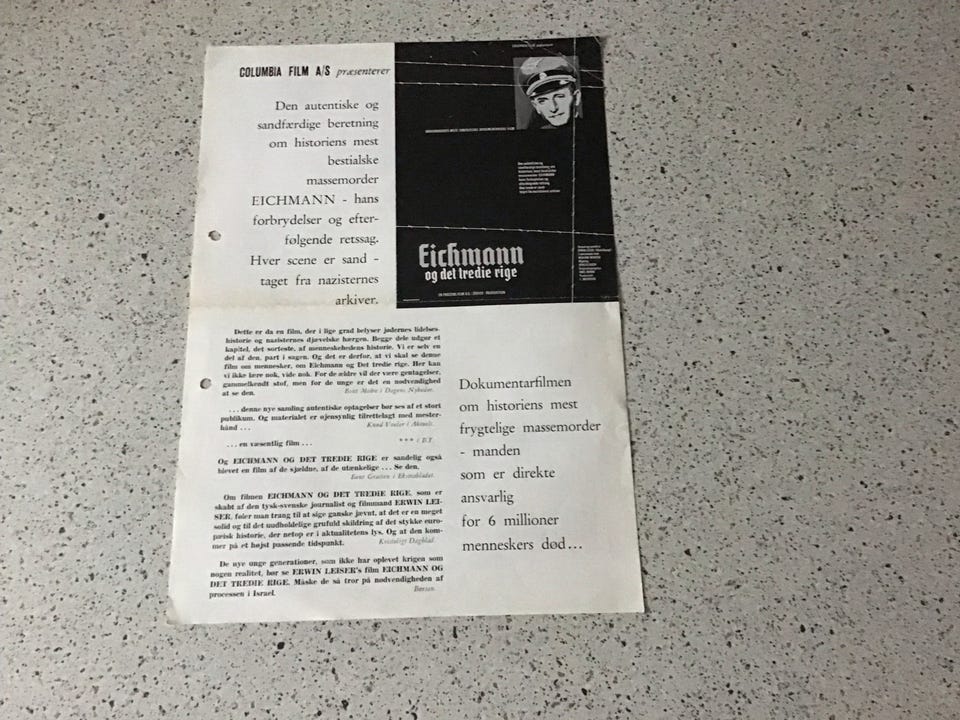 COLUMBIA FILM A/S præsenterer
Den autentiske og
sandfærdige beretning
om historiens mest
bestialske
massemorder
EICHMANN - hans
forbrydelser og efter-
følgende retssag.
Hver scene er sand -
taget fra nazisternes
arkiver.
Eichmann
og det tredie rige
Dette er da en film, der i lige grad belyser jødernes lidelses-
historie og nazisternes djævelske hærgen. Begge dele udgør et
kapitel, det sorteste, af menneskehedens historie. Vi er selv en
del af den, part i sagen. Og det er derfor, at vi skal se denne
film om mennesker, om Eichmann og Det tredie rige. Her kan
vi ikke lære nok, vide nok. For de ældre vil der være gentagelser,
gammelkendt stof, men for de unge er det en nødvendighed
at se den.
Bent Mohn i Dagens Nyheder.
... denne nye samling autentiske optagelser bør ses af et stort
publikum. Og materialet er øjensynlig tilrettelagt med mester-
hånd ...
Knud Voeler i Aktuelt.
... en væsentlig film ...
* * * i B.T.
Og EICHMANN OG DET TREDIE RIGE er sandelig også
blevet en film af de sjældne, af de utænkelige ... Se den.
Bent Grasten i Ekstrabladet.
Om filmen EICHMANN OG DET TREDIE RIGE, som er
skabt af den tysk-svenske journalist og filmmand ERWIN LEI-
SER, føler man trang til at sige ganske jævnt, at det er en meget
solid og til det uudholdelige grufuld skildring af det stykke euro-
pæisk historie, der netop er i aktualitetens lys. Og at den kom-
mer på et højst passende tidspunkt.
Kristeligt Dagblad.
De nye unge generationer, som ikke har oplevet krigen som
nogen realitet, bør se ERWIN LEISER's film EICHMANN OG
DET TREDIE RIGE. Måske de så tror på nødvendigheden af
processen i Israel.
Børsen.
Dokumentarfilmen
om historiens mest
frygtelige massemorder
- manden
som er direkte
ansvarlig
for 6 millioner
menneskers død...